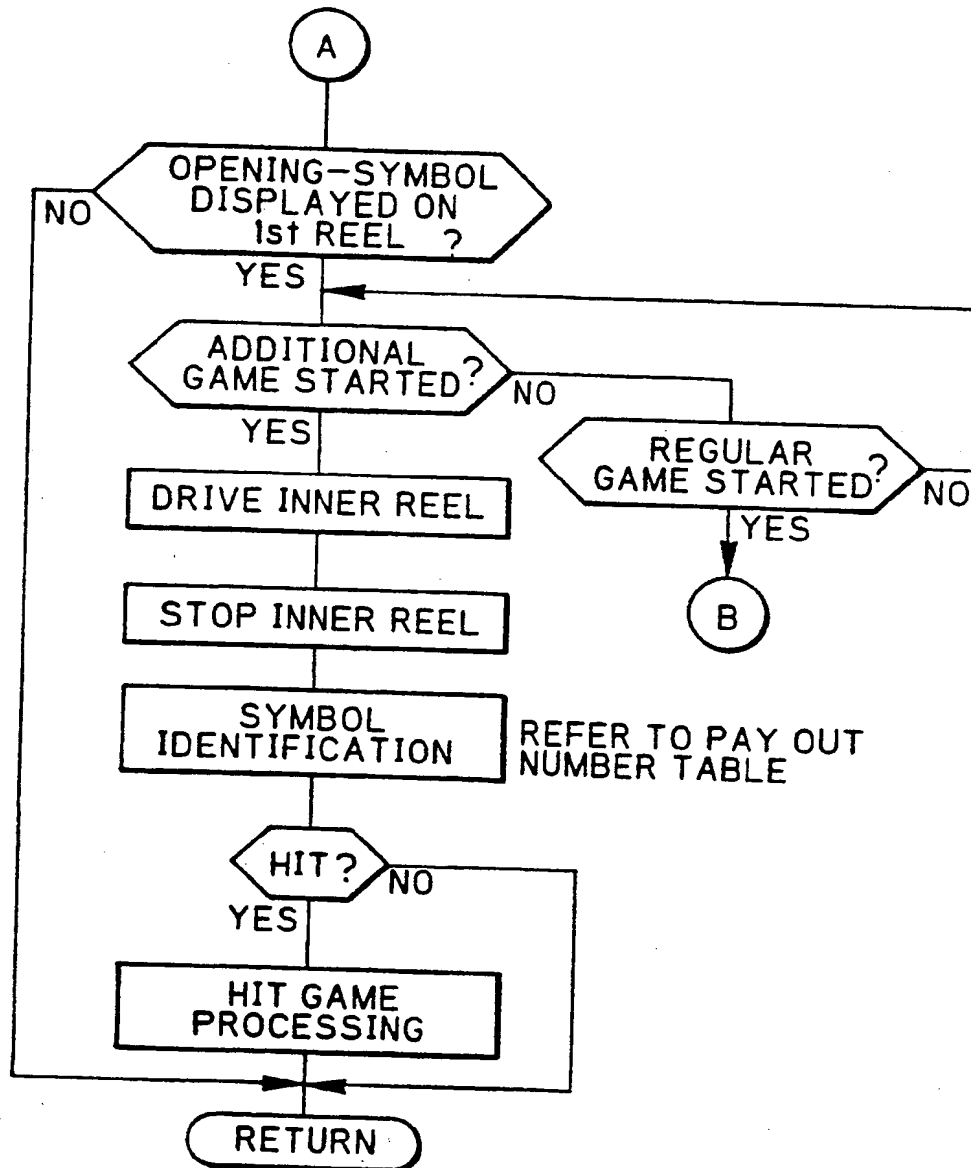 A
OPENING-SYMBOL
DISPLAYED ON
1st REEL ?
NO
YES
ADDITIONAL
GAME STARTED?
NO
YES
REGULAR
GAME STARTED?
NO
YES
B
DRIVE INNER REEL
STOP INNER REEL
SYMBOL
IDENTIFICATION
REFER TO PAY OUT
NUMBER TABLE
HIT?
NO
YES
HIT GAME
PROCESSING
RETURN